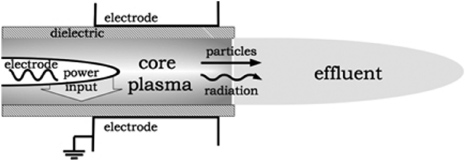 electrode
dielectric
electrode
power
input
core
plasma
particles
radiation
effluent
electrode